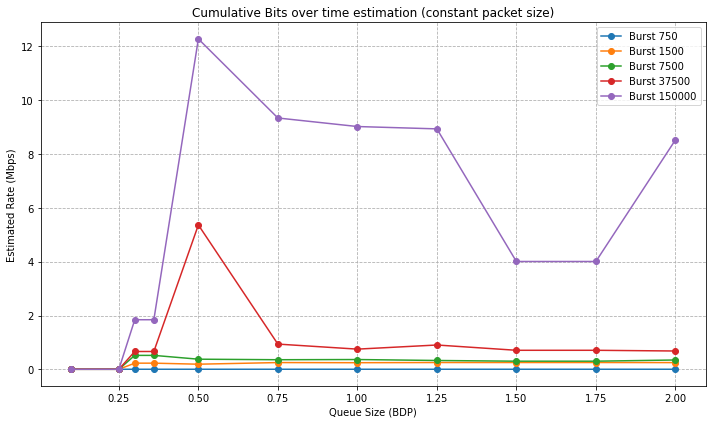 Cumulative Bits over time estimation (constant packet size)
Estimated Rate (Mbps)
12
10
8
6
4
2
0
Burst 750
Burst 1500
Burst 7500
Burst 37500
Burst 150000
0.25 0.50 0.75 1.00 1.25 1.50 1.75 2.00
Queue Size (BDP)